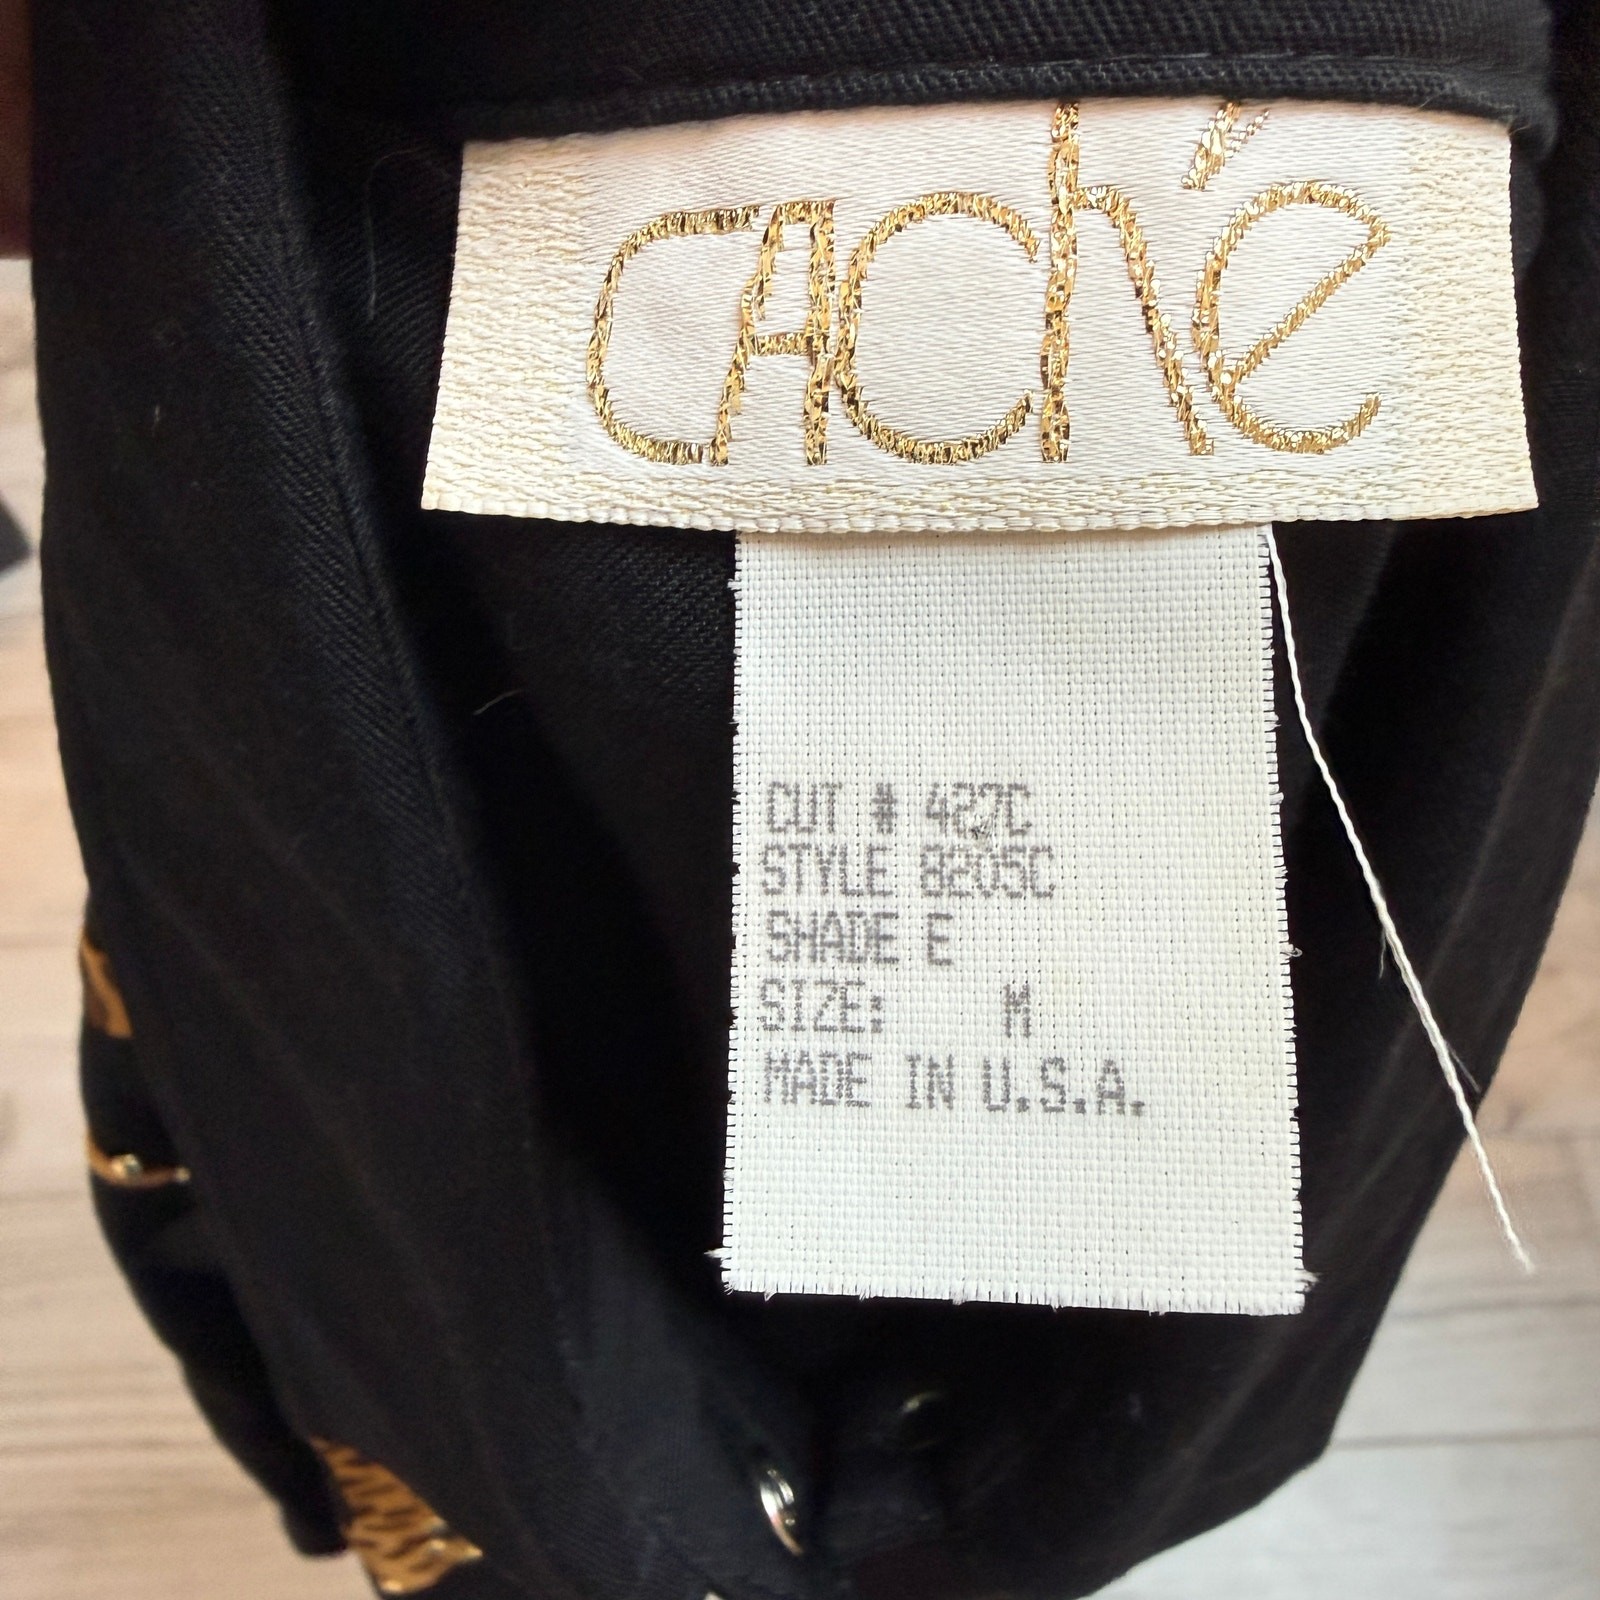 CAché
CUT # 427C
STYLE 8205C
SHADE E
SIZE: M
MADE IN U.S.A.